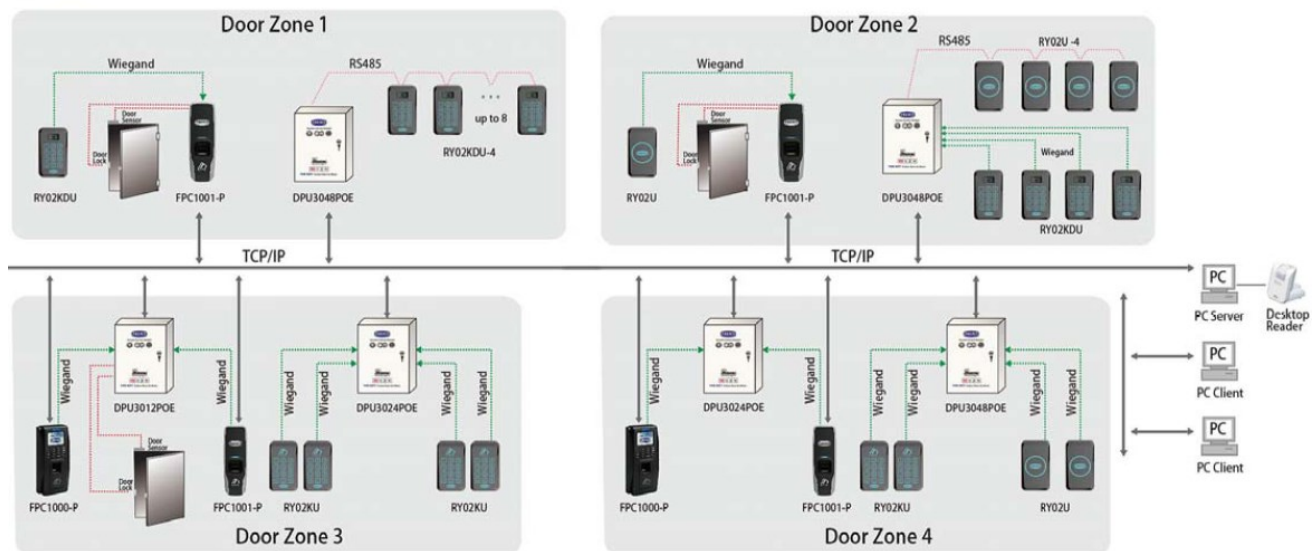 Door Zone 1
Wiegand
RS485
Door
Sensor
Door
Lock
up to 8
RY02KDU-4
RY02KDU
FPC1001-P
DPU3048POE
Door Zone 2
RS485
RY02U -4
Wiegand
Door
Sensor
Door
Lock
Wiegand
RY02U
FPC1001-P
DPU3048POE
RY02KDU
TCP/IP
TCP/IP
PC
PC Server
Desktop
Reader
PC
PC Client
PC
PC Client
Wiegand
DPU3012POE
Wiegand
Wiegand
Wiegand
DPU3024POE
Wiegand
Wiegand
Door
Sensor
Door
Lock
FPC1000-P
FPC1001-P
RY02KU
RY02KU
Door Zone 3
Wiegand
DPU3024POE
Wiegand
Wiegand
Wiegand
DPU3048POE
Wiegand
Wiegand
FPC1000-P
FPC1001-P
RY02KU
RY02U
Door Zone 4